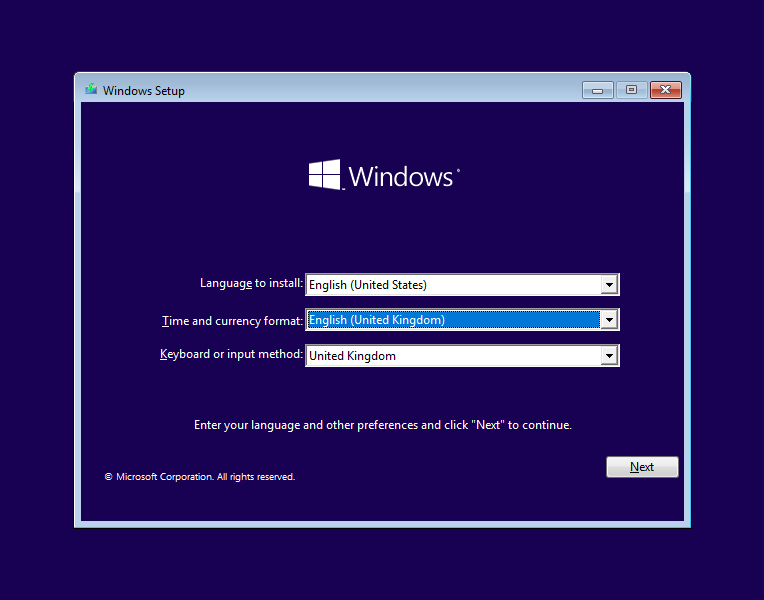 Windows Setup
Windows
Language to install: English (United States)
Time and currency format: English (United Kingdom)
Keyboard or input method: United Kingdom
Enter your language and other preferences and click "Next" to continue.
Next
© Microsoft Corporation. All rights reserved.